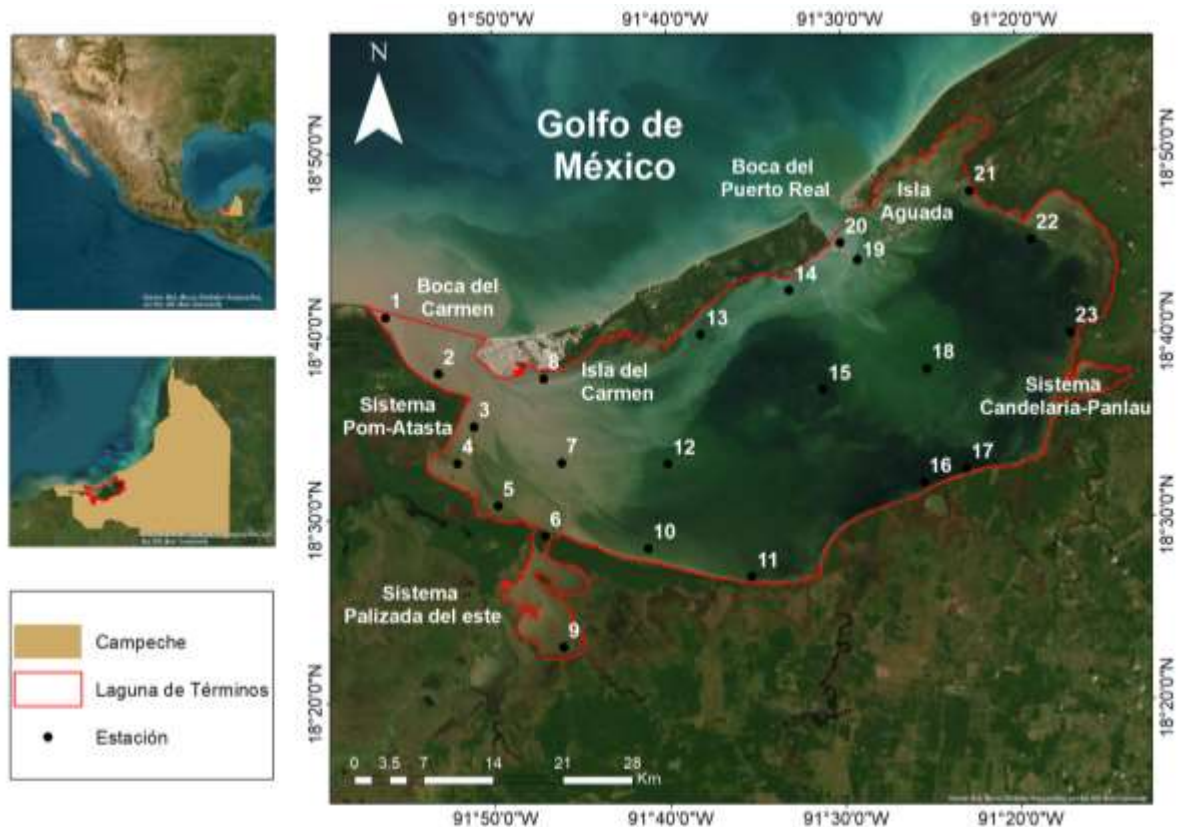 91°50'0"W
91°40'0"W
91°30'0"W
91°20'0"W
N
Golfo de
México
Boca del
Puerto Real
Isla
Aguada
Boca del
Carmen
Isla del
Carmen
Sistema
Pom-Atasta
Sistema
Candelaria-Panlau
Sistema
Palizada del este
1
2
3
4
5
6
7
8
9
10
11
12
13
14
15
16
17
18
19
20
21
22
23
18°50'0"N
18°40'0"N
18°30'0"N
18°20'0"N
18°50'0"N
18°40'0"N
18°30'0"N
18°20'0"N
0 3.5 7 14 21 28
Km
91°50'0"W
91°40'0"W
91°30'0"W
91°20'0"W
Campeche
Laguna de Términos
Estación